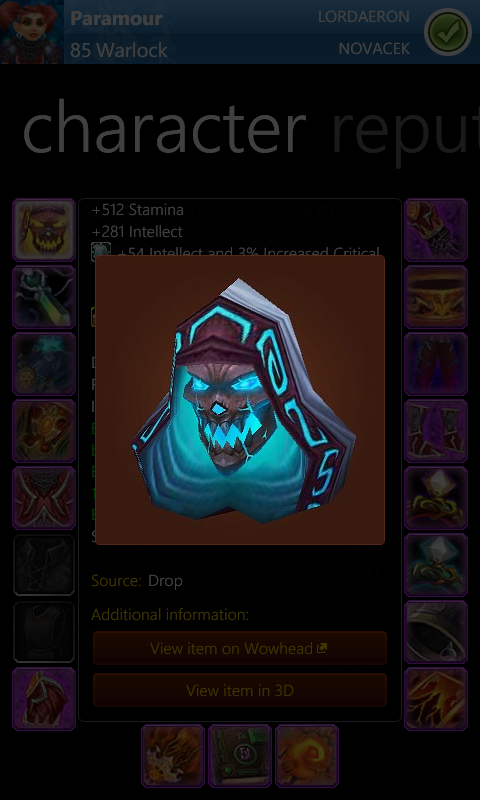 Paramour
LORDAERON
85 Warlock
NOVACEK
character reput
+512 Stamina
+281 Intellect
+54 Intellect and 3% Increased Critical
Source: Drop
Additional information:
View item on Wowhead
View item in 3D